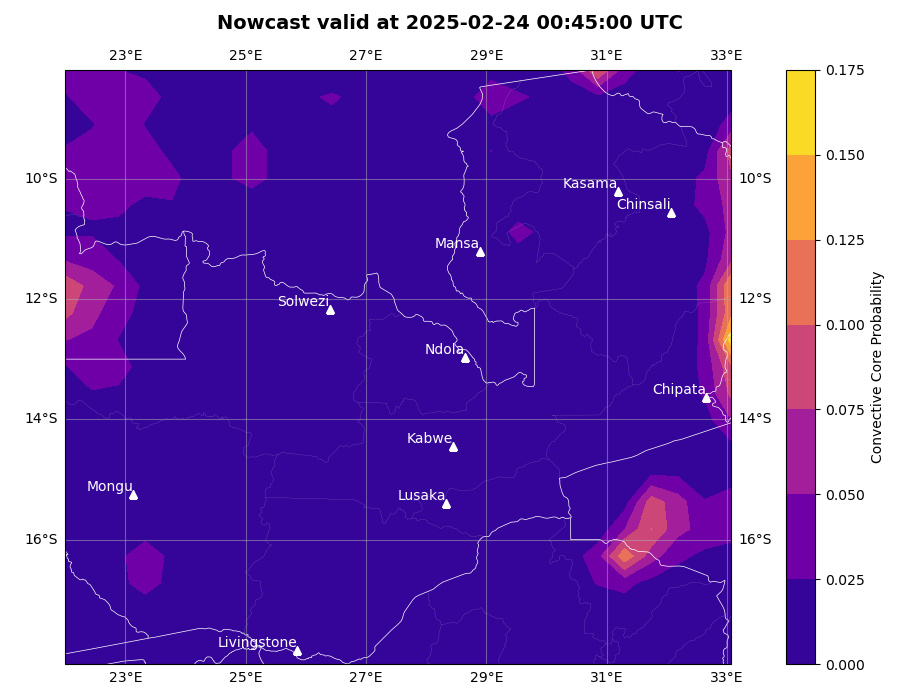 Nowcast valid at 2025-02-24 00:45:00 UTC
23°E 25°E 27°E 29°E 31°E 33°E
0.175
0.150
10°S 10°S
Kasama
Chinsali
0.125
Mansa
12°S 12°S
Solwezi
0.100
Ndola
Chipata
0.075
14°S 14°S
Kabwe
Mongu
Lusaka
0.050
16°S 16°S
0.025
Livingstone
0.000
23°E 25°E 27°E 29°E 31°E 33°E
Convective Core Probability